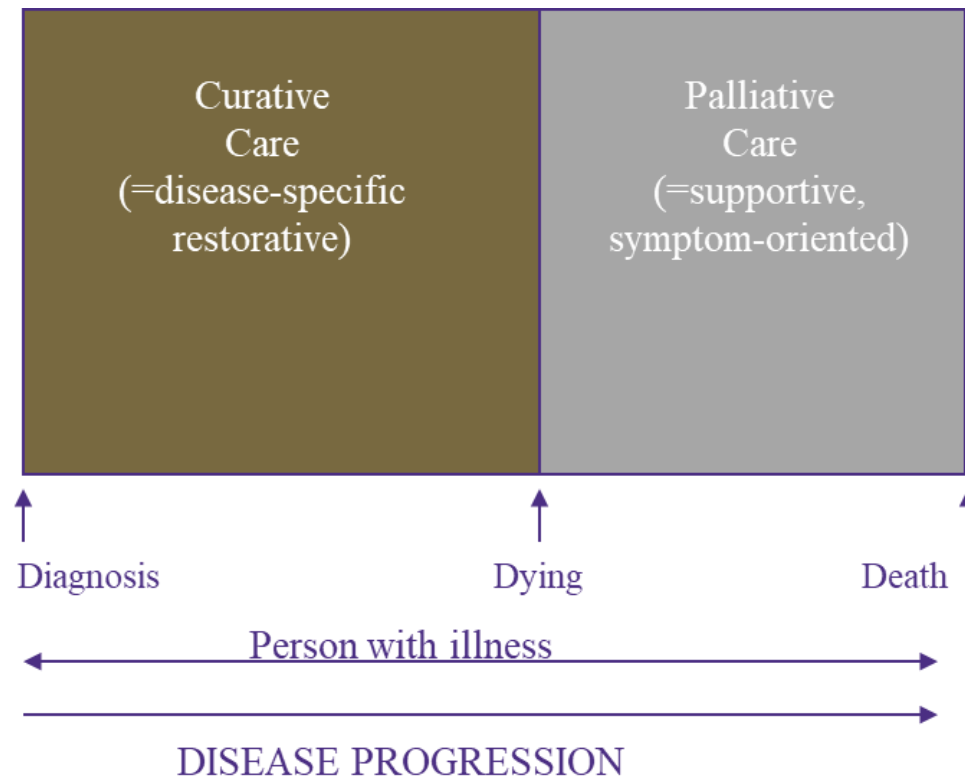 Curative
Care
(=disease-specific
restorative)
Palliative
Care
(=supportive,
symptom-oriented)
Diagnosis
Dying
Death
Person with illness
DISEASE PROGRESSION